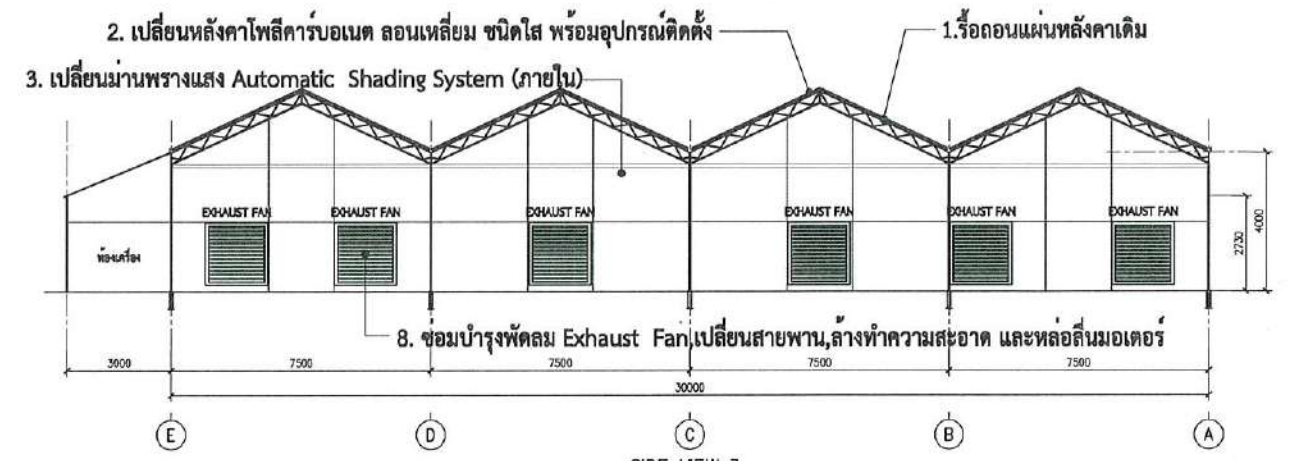 2. เปลี่ยนหลังคาโพลีคาร์บอเนต ลอนเหลี่ยม ชนิดใส พร้อมอุปกรณ์ติดตั้ง
1.รื้อถอนแผ่นหลังคาเดิม
3. เปลี่ยนม่านพรางแสง Automatic Shading System (ภายใน)
EXHAUST FAN EXHAUST FAN EXHAUST FAN EXHAUST FAN EXHAUST FAN EXHAUST FAN
ห้องเครื่อง
2730
4000
8. ซ่อมบำรุงพัดลม Exhaust Fan,เปลี่ยนสายพาน,ล้างทำความสะอาด และหล่อลื่นมอเตอร์
3000 7500 7500 7500 7500
30000
E D C B A